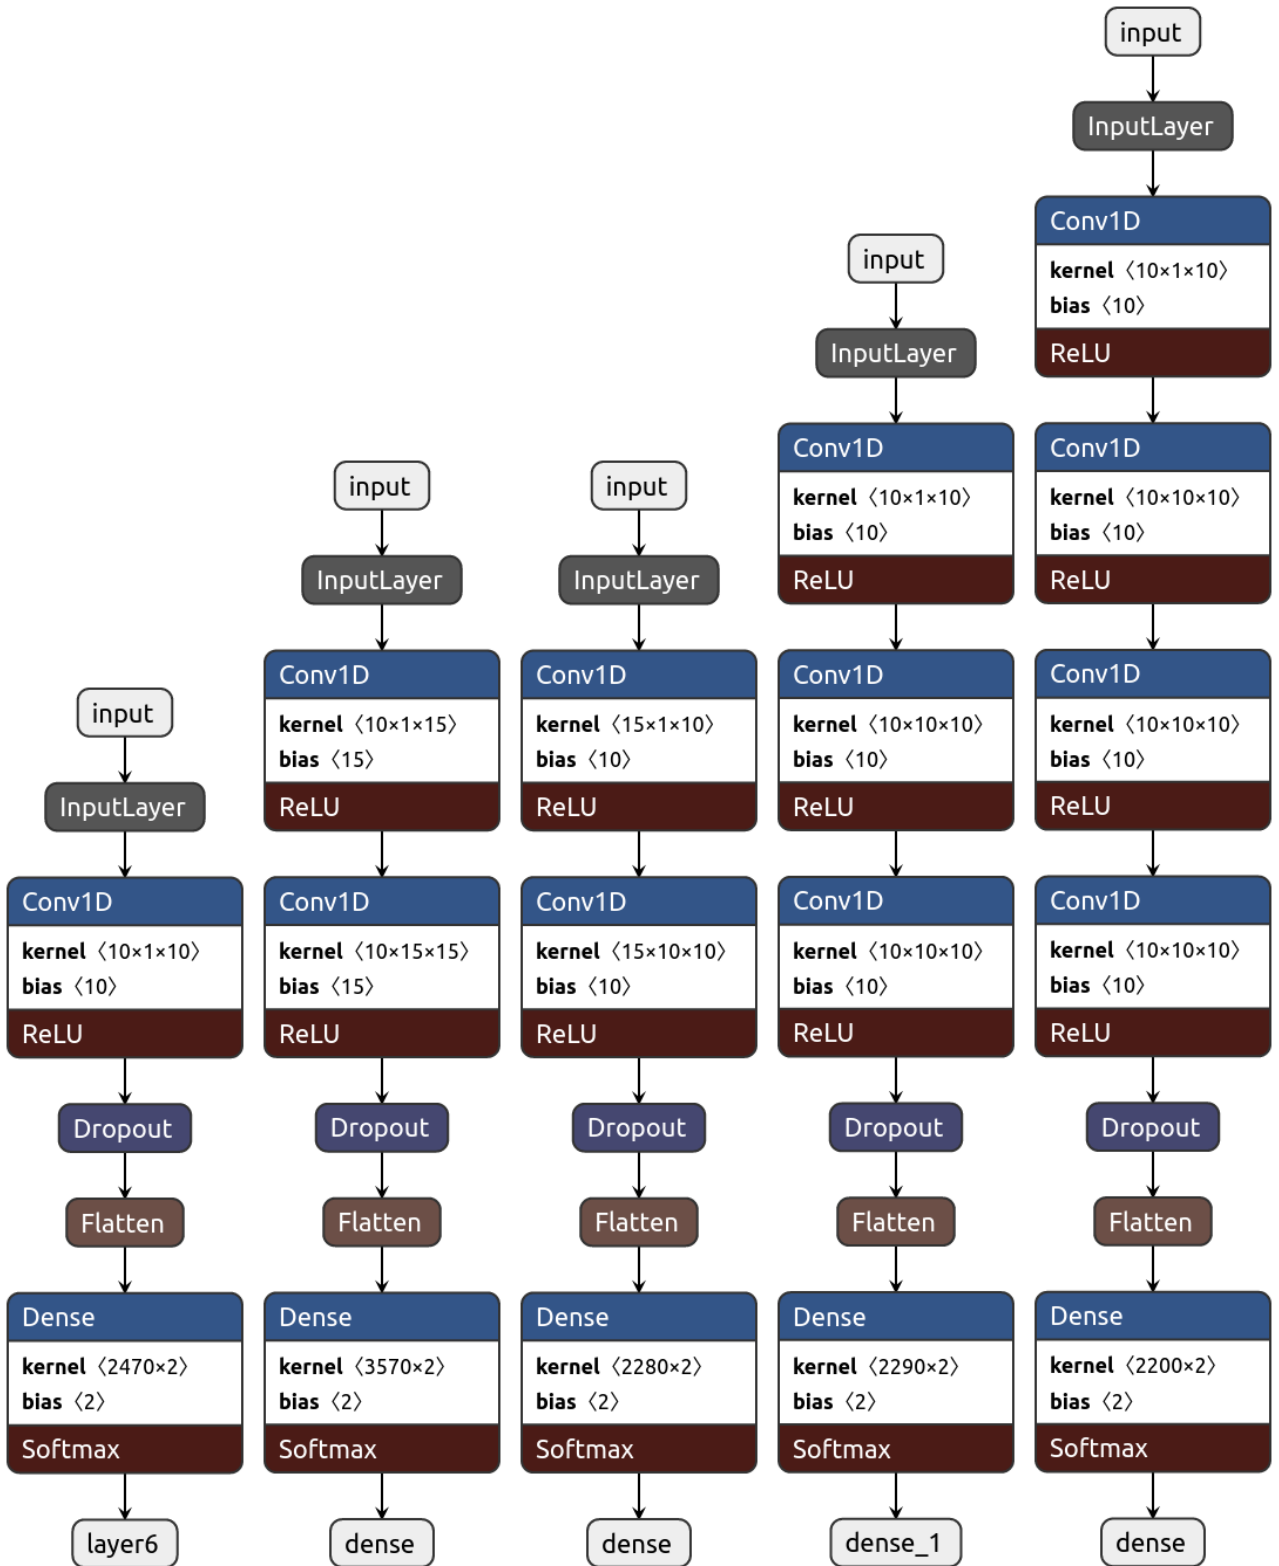 input
InputLayer
Conv1D
kernel 〈10×1×10〉
bias 〈10〉
ReLU
Dropout
Flatten
Dense
kernel 〈2470×2〉
bias 〈2〉
Softmax
layer6
input
InputLayer
Conv1D
kernel 〈10×1×15〉
bias 〈15〉
ReLU
Conv1D
kernel 〈10×15×15〉
bias 〈15〉
ReLU
Dropout
Flatten
Dense
kernel 〈3570×2〉
bias 〈2〉
Softmax
dense
input
InputLayer
Conv1D
kernel 〈15×1×10〉
bias 〈10〉
ReLU
Conv1D
kernel 〈15×10×10〉
bias 〈10〉
ReLU
Dropout
Flatten
Dense
kernel 〈2280×2〉
bias 〈2〉
Softmax
dense
input
InputLayer
Conv1D
kernel 〈10×1×10〉
bias 〈10〉
ReLU
Conv1D
kernel 〈10×10×10〉
bias 〈10〉
ReLU
Conv1D
kernel 〈10×10×10〉
bias 〈10〉
ReLU
Dropout
Flatten
Dense
kernel 〈2290×2〉
bias 〈2〉
Softmax
dense_1
input
InputLayer
Conv1D
kernel 〈10×1×10〉
bias 〈10〉
ReLU
Conv1D
kernel 〈10×10×10〉
bias 〈10〉
ReLU
Conv1D
kernel 〈10×10×10〉
bias 〈10〉
ReLU
Conv1D
kernel 〈10×10×10〉
bias 〈10〉
ReLU
Dropout
Flatten
Dense
kernel 〈2200×2〉
bias 〈2〉
Softmax
dense